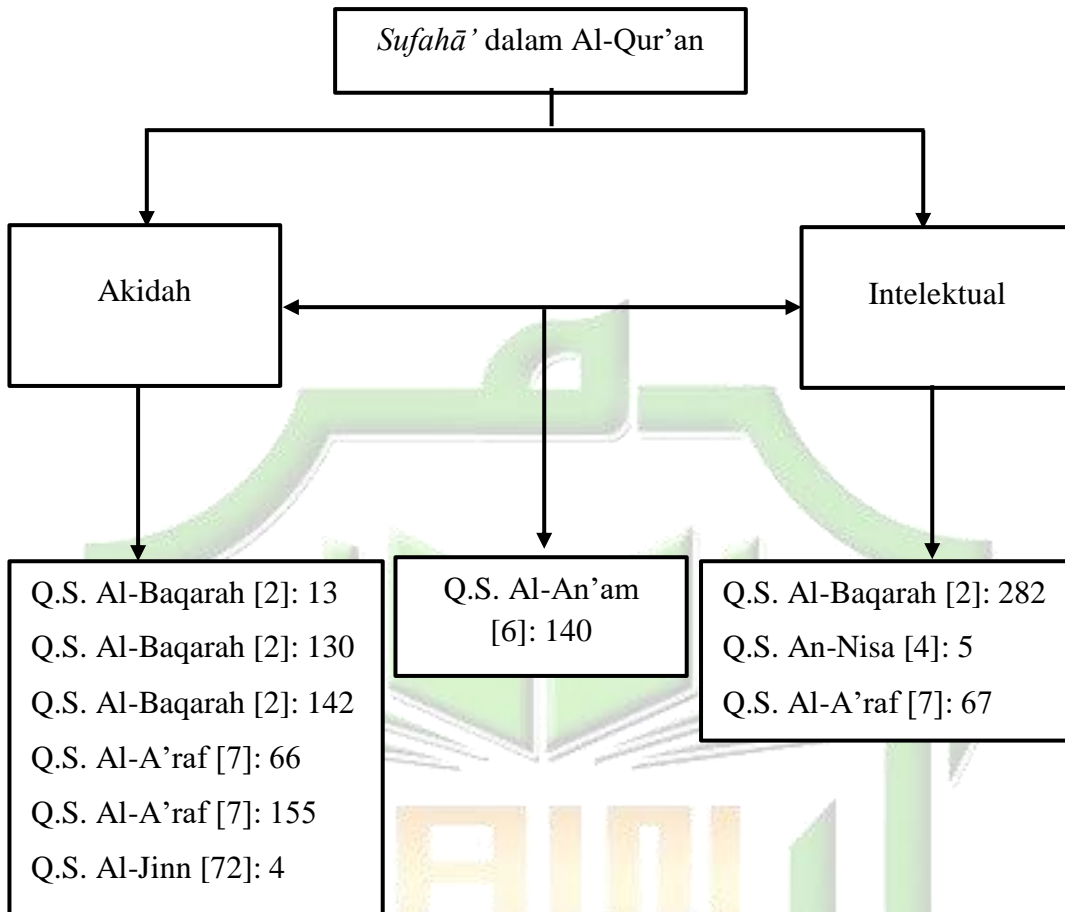 Sufahā’ dalam Al-Qur’an
Akidah
Intelektual
Q.S. Al-Baqarah [2]: 13
Q.S. Al-Baqarah [2]: 130
Q.S. Al-Baqarah [2]: 142
Q.S. Al-A’raf [7]: 66
Q.S. Al-A’raf [7]: 155
Q.S. Al-Jinn [72]: 4
Q.S. Al-An’am
[6]: 140
Q.S. Al-Baqarah [2]: 282
Q.S. An-Nisa [4]: 5
Q.S. Al-A’raf [7]: 67